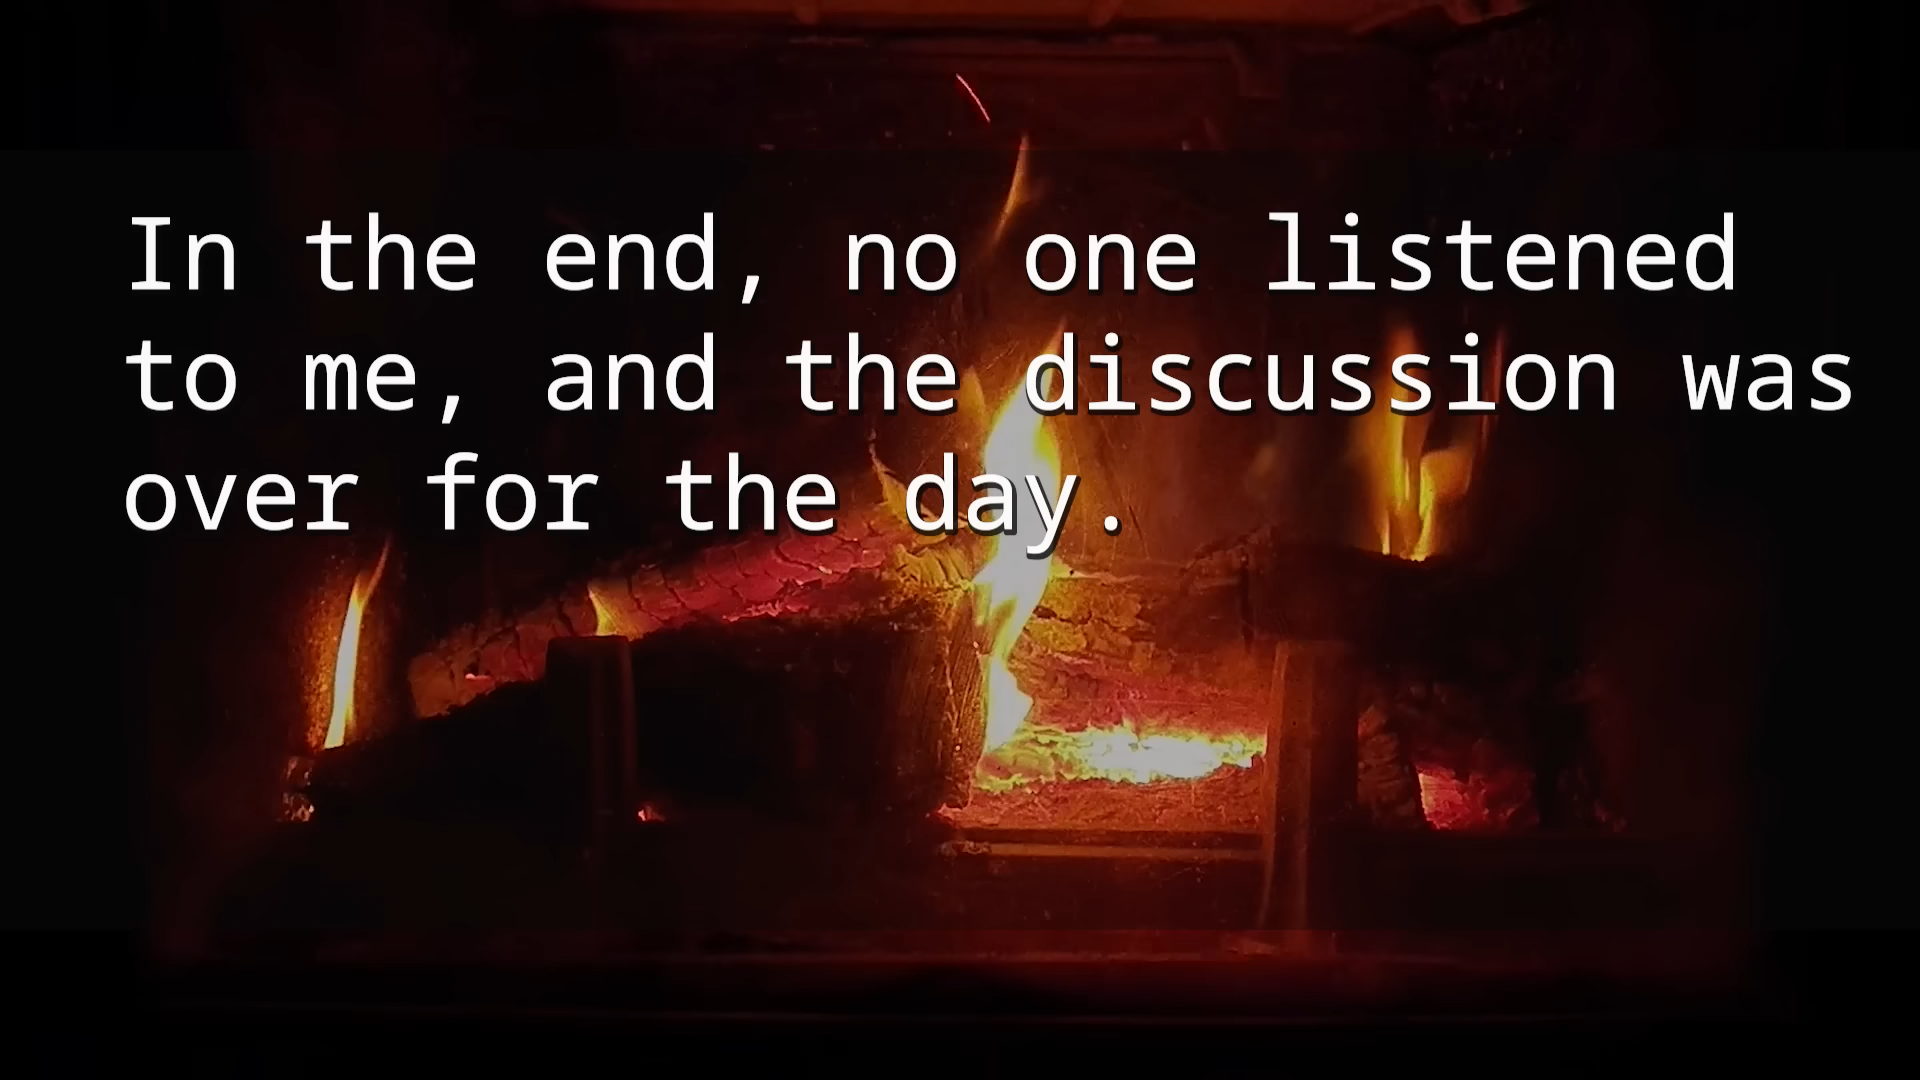 In the end, no one listened
to me, and the discussion was
over for the day.